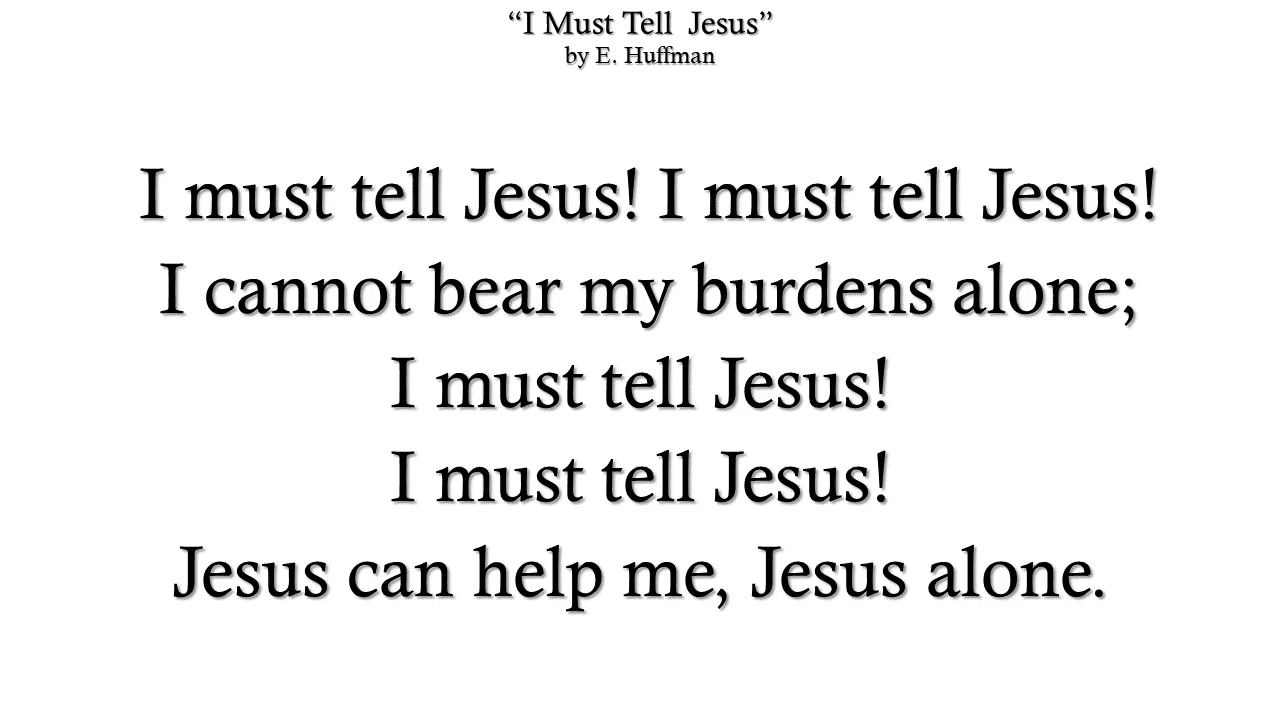 “I Must Tell  Jesus”
by E. Huffman
I must tell Jesus! I must tell Jesus!
I cannot bear my burdens alone;
I must tell Jesus!
I must tell Jesus!
Jesus can help me, Jesus alone.